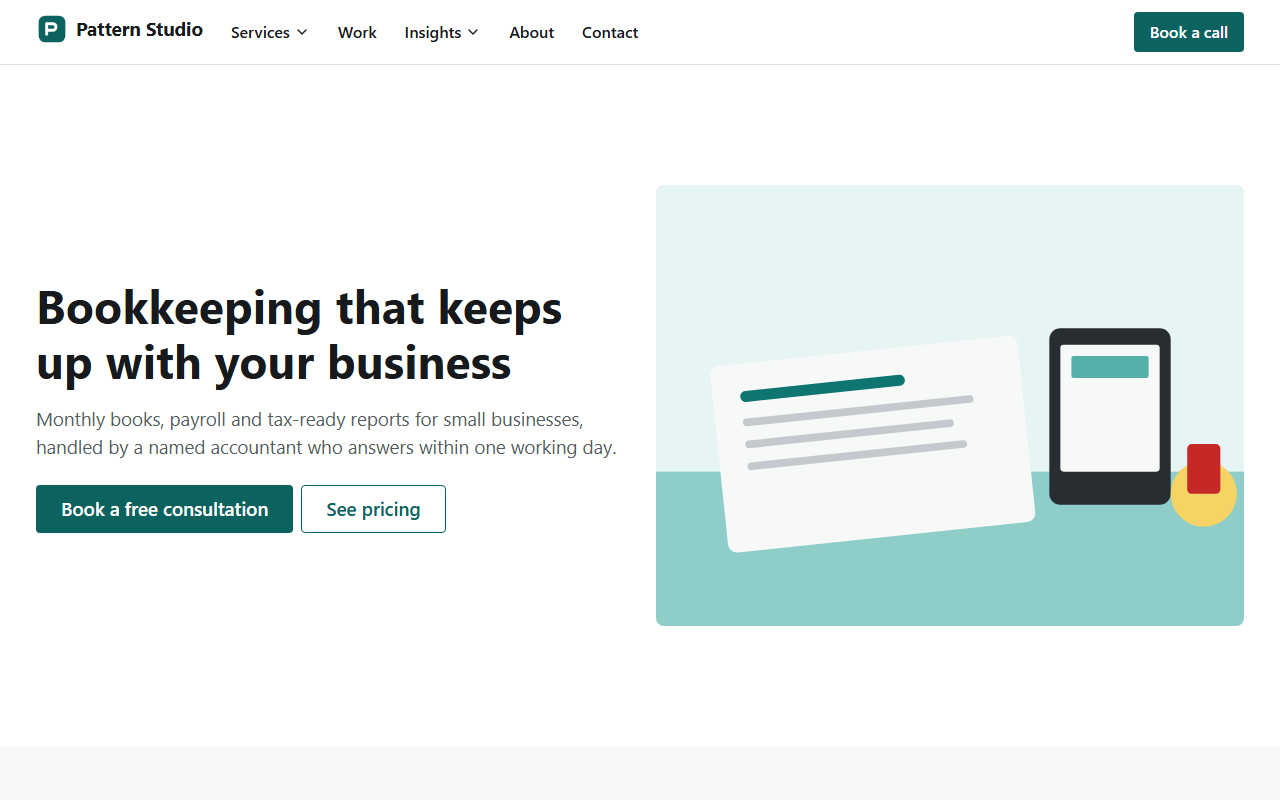 Pattern Studio
Services
Work
Insights
About
Contact
Book a call
Bookkeeping that keeps
up with your business
Monthly books, payroll and tax-ready reports for small businesses,
handled by a named accountant who answers within one working day.
Book a free consultation
See pricing